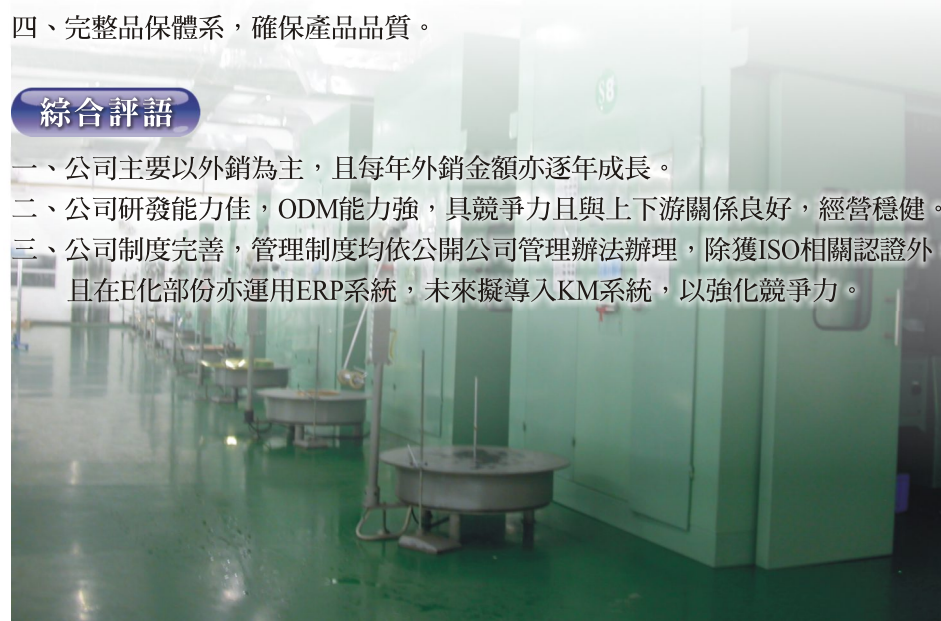 四、完整品保體系，確保產品品質。
綜合評語
一、公司主要以外銷為主，且每年外銷金額亦逐年成長。
二、公司研發能力佳，ODM能力強，具競爭力且與上下游關係良好，經營穩健。
三、公司制度完善，管理制度均依公開公司管理辦法辦理，除獲ISO相關認證外
且在E化部份亦運用ERP系統，未來擬導入KM系統，以強化競爭力。
S8